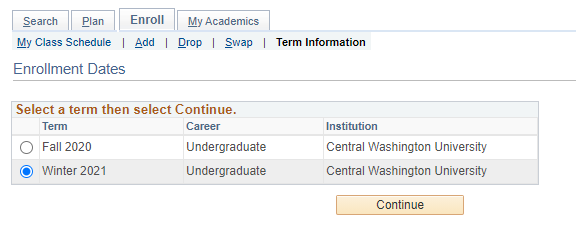 Search Plan Enroll My Academics
My Class Schedule | Add | Drop | Swap | Term Information
Enrollment Dates
Select a term then select Continue.
Term Career Institution
Fall 2020 Undergraduate Central Washington University
Winter 2021 Undergraduate Central Washington University
Continue